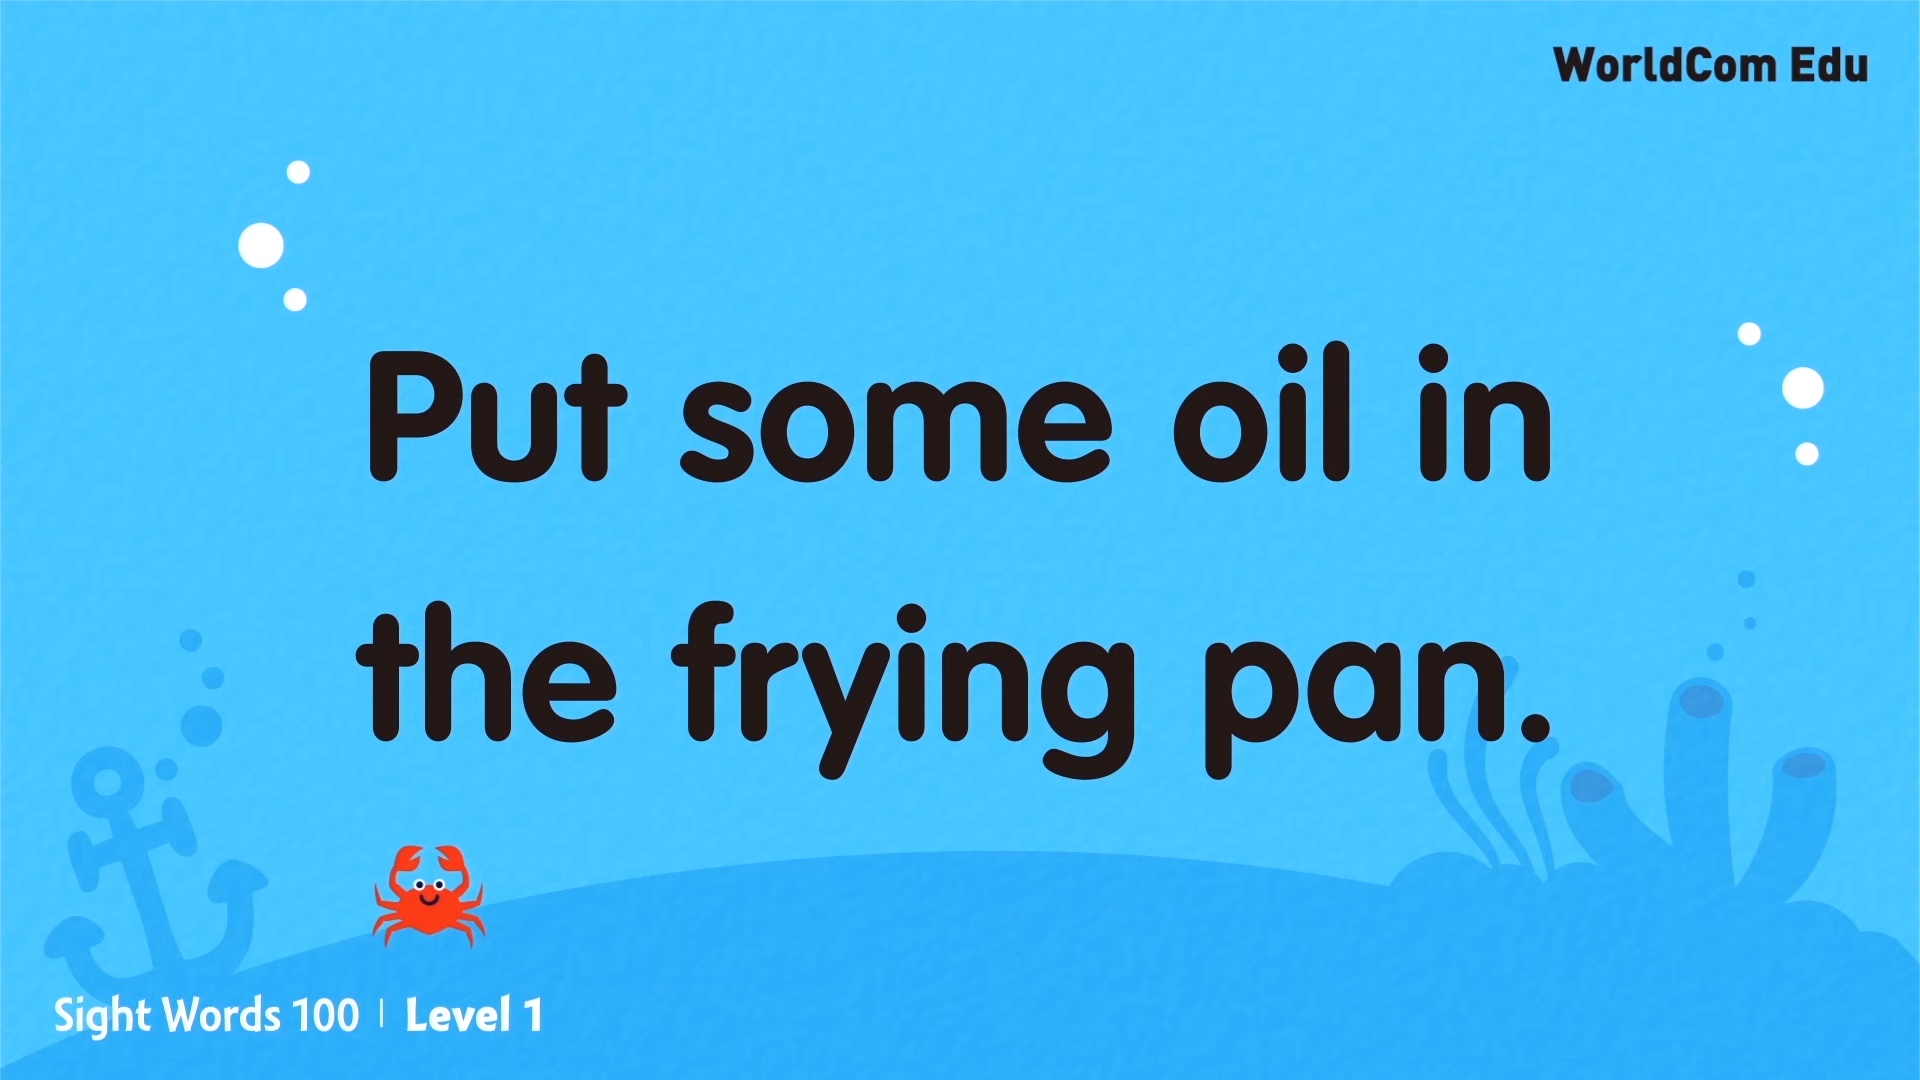 WorldCom Edu
Put some oil in
the frying pan.
Sight Words 100 | Level 1